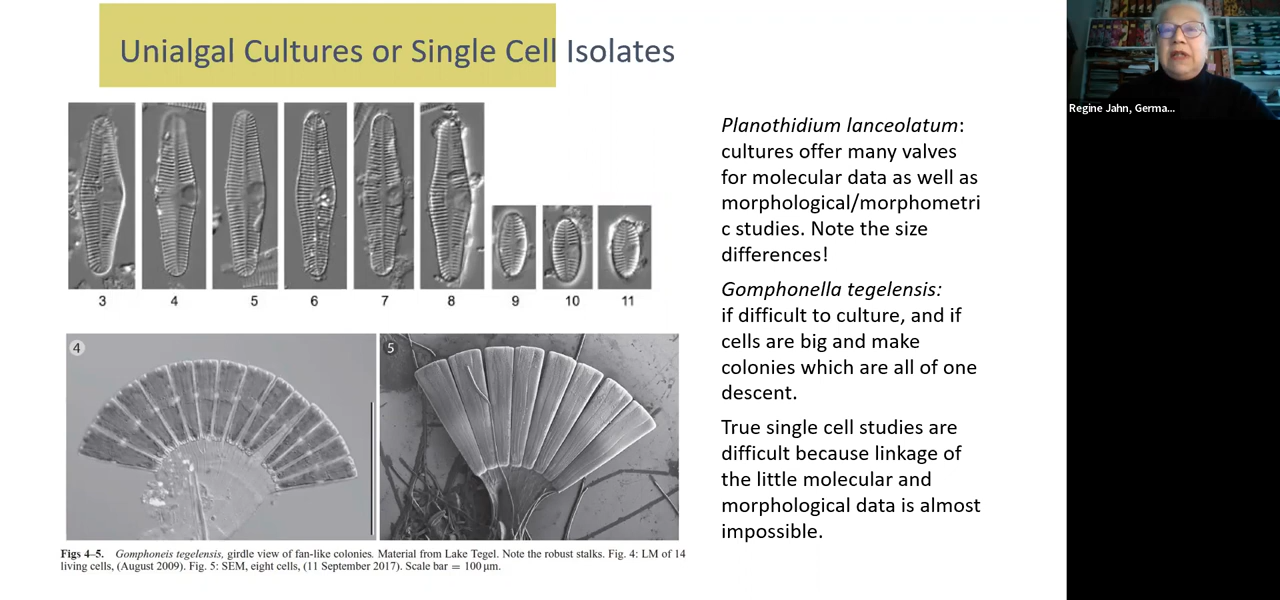 Unialgal Cultures or Single Cell Isolates
Regine Jahn, Germa...
3 4 5 6 7 8 9 10 11
Planothidium lanceolatum:
cultures offer many valves
for molecular data as well as
morphological/morphometri
c studies. Note the size
differences!
Gomphonella tegelensis:
if difficult to culture, and if
cells are big and make
colonies which are all of one
descent.
True single cell studies are
difficult because linkage of
the little molecular and
morphological data is almost
impossible.
4
5
Figs 4–5. Gomphoneis tegelensis, girdle view of fan-like colonies. Material from Lake Tegel. Note the robust stalks. Fig. 4: LM of 14
living cells, (August 2009). Fig. 5: SEM, eight cells, (11 September 2017). Scale bar = 100 µm.